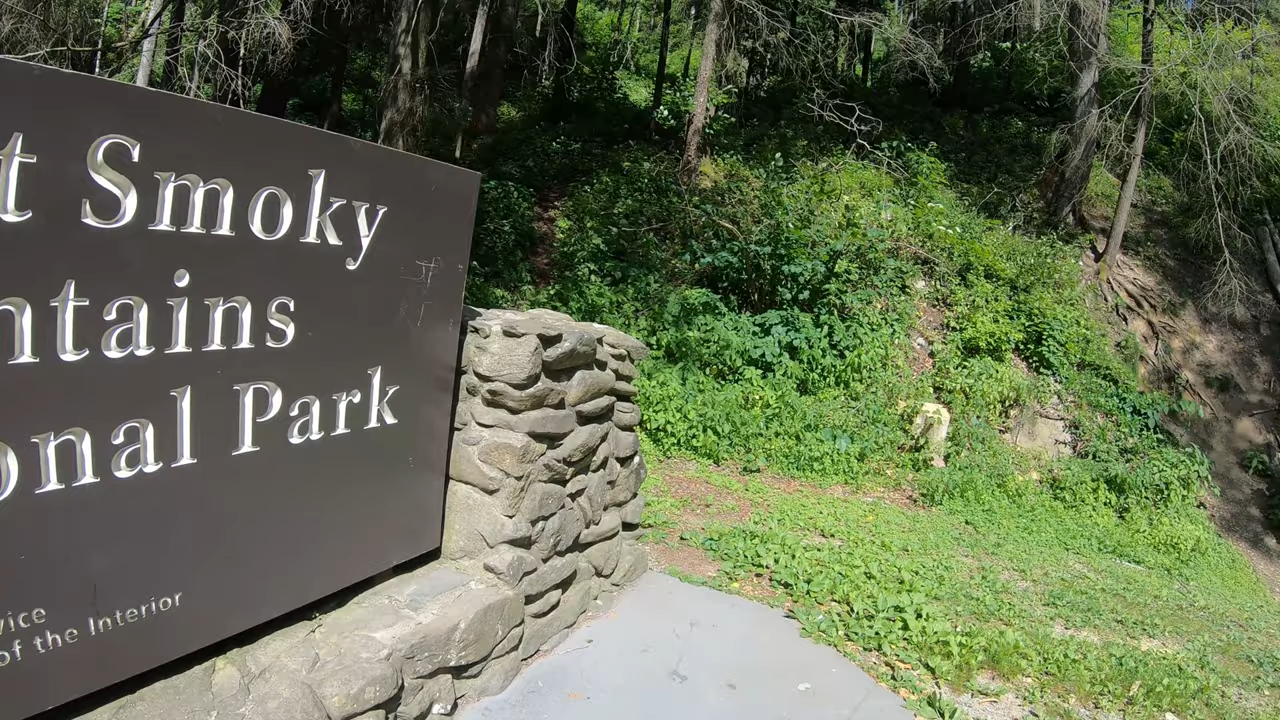 t Smoky
ntains
onal Park
vice
of the Interior